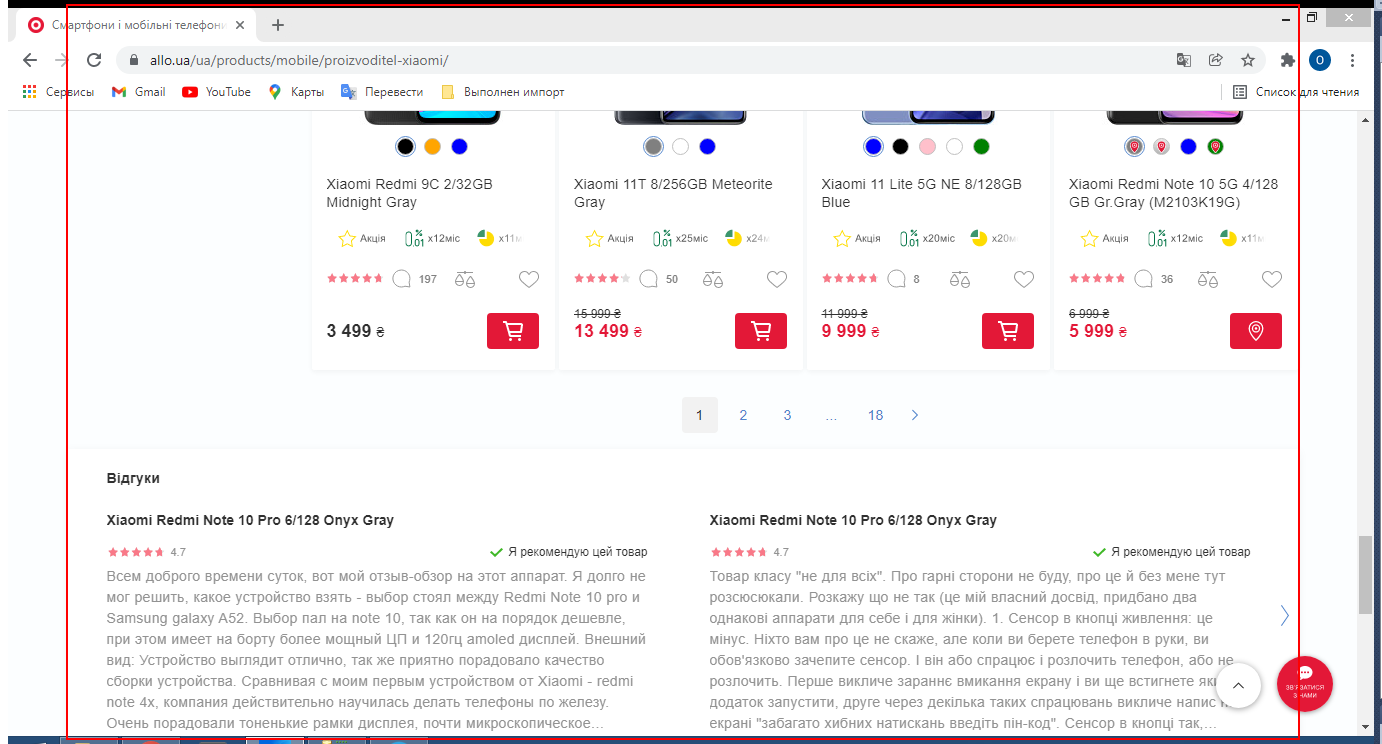 Смартфони і мобільні телефони
allo.ua/ua/products/mobile/proizvoditel-xiaomi/
О
Сервисы
Gmail
YouTube
Карты
Перевести
Выполнен импорт
Список для чтения
Xiaomi Redmi 9C 2/32GB
Midnight Gray
Акція
0.01 % x12міс
x11м
197
3 499 ₴
Xiaomi 11T 8/256GB Meteorite
Gray
Акція
0.01 % x25міс
x24м
50
15 999 ₴
13 499 ₴
Xiaomi 11 Lite 5G NE 8/128GB
Blue
Акція
0.01 % x20міс
x20м
8
11 999 ₴
9 999 ₴
Xiaomi Redmi Note 10 5G 4/128
GB Gr.Gray (M2103K19G)
Акція
0.01 % x12міс
x11м
36
6 999 ₴
5 999 ₴
1 2 3 ... 18
Відгуки
Xiaomi Redmi Note 10 Pro 6/128 Onyx Gray
4.7
Я рекомендую цей товар
Всем доброго времени суток, вот мой отзыв-обзор на этот аппарат. Я долго не
мог решить, какое устройство взять - выбор стоял между Redmi Note 10 pro и
Samsung galaxy A52. Выбор пал на note 10, так как он на порядок дешевле,
при этом имеет на борту более мощный ЦП и 120гц amoled дисплей. Внешний
вид: Устройство выглядит отлично, так же приятно порадовало качество
сборки устройства. Сравнивая с моим первым устройством от Xiaomi - redmi
note 4x, компания действительно научилась делать телефоны по железу.
Очень порадовали тоненькие рамки дисплея, почти микроскопическое...
Xiaomi Redmi Note 10 Pro 6/128 Onyx Gray
4.7
Я рекомендую цей товар
Товар класу "не для всіх". Про гарні сторони не буду, про це й без мене тут
розсюсюкали. Розкажу що не так (це мій власний досвід, придбано два
однакові аппарати для себе і для жінки). 1. Сенсор в кнопці живлення: це
мінус. Ніхто вам про це не скаже, але коли ви берете телефон в руки, ви
обов'язково зачепите сенсор. І він або спрацює і розлочить телефон, або не
розлочить. Перше викличе зараннє вмикання екрану і ви ще встигнете
додаток запустити, друге через декілька таких спрацювань викличе напис
екрані "забагато хибних натискань введіть пін-код". Сенсор в кнопці так,...
ЗВ'ЯЗАТИСЯ
З НАМИ